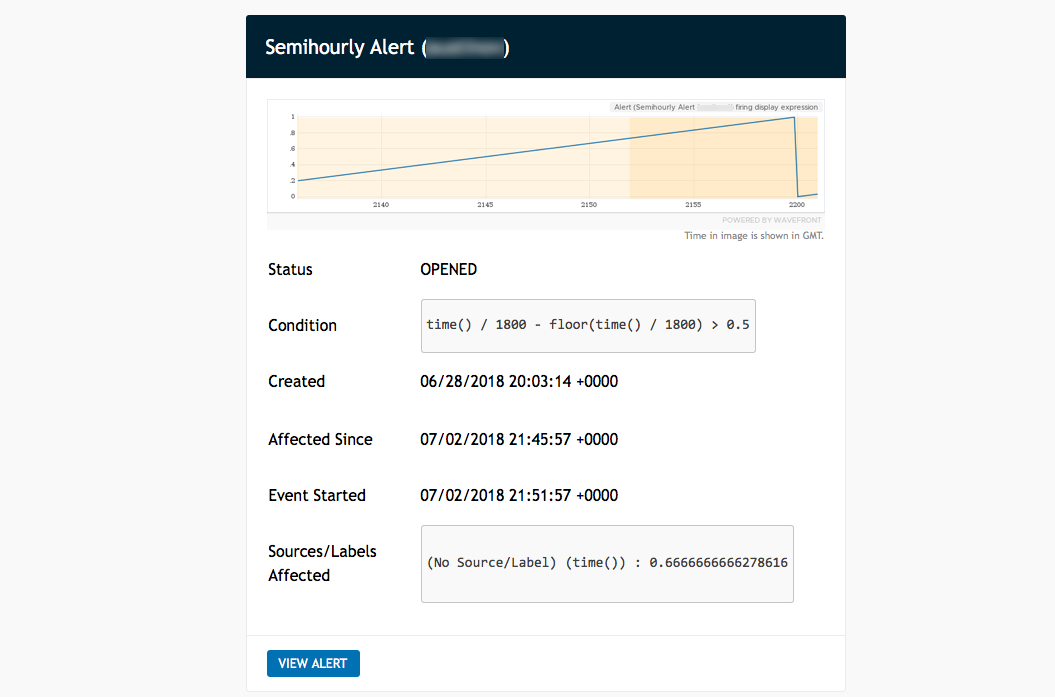 Semihourly Alert ( )
Alert (Semihourly Alert firing display expression
1
.8
.6
.4
.2
0
2140 2145 2150 2155 2200
POWERED BY WAVEFRONT
Time in image is shown in GMT.
Status OPENED
Condition time() / 1800 - floor(time() / 1800) > 0.5
Created 06/28/2018 20:03:14 +0000
Affected Since 07/02/2018 21:45:57 +0000
Event Started 07/02/2018 21:51:57 +0000
Sources/Labels
Affected
(No Source/Label) (time()) : 0.6666666666278616
VIEW ALERT